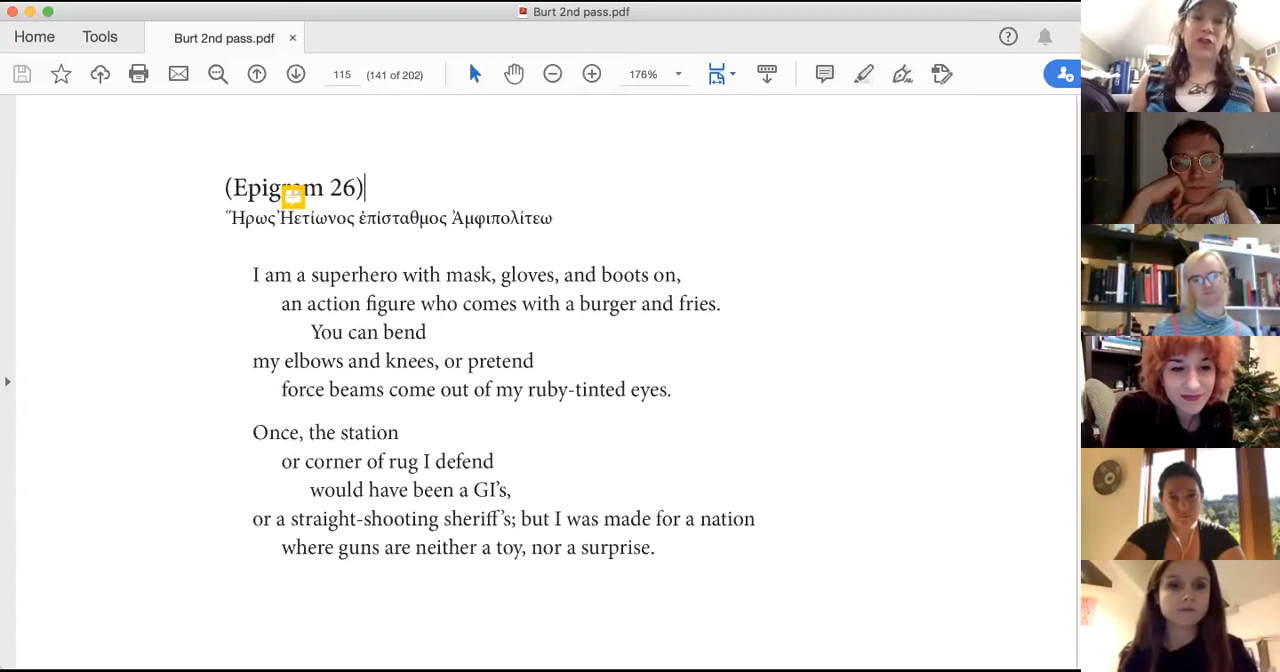 Burt 2nd pass.pdf
Home Tools Burt 2nd pass.pdf ×
115 (141 of 202) 176%
(Epigram 26)
Ἥρως Ἠετίωνος ἐπίσταθμος Ἀμφιπολίτεω
I am a superhero with mask, gloves, and boots on,
an action figure who comes with a burger and fries.
You can bend
my elbows and knees, or pretend
force beams come out of my ruby-tinted eyes.
Once, the station
or corner of rug I defend
would have been a GI’s,
or a straight-shooting sheriff’s; but I was made for a nation
where guns are neither a toy, nor a surprise.